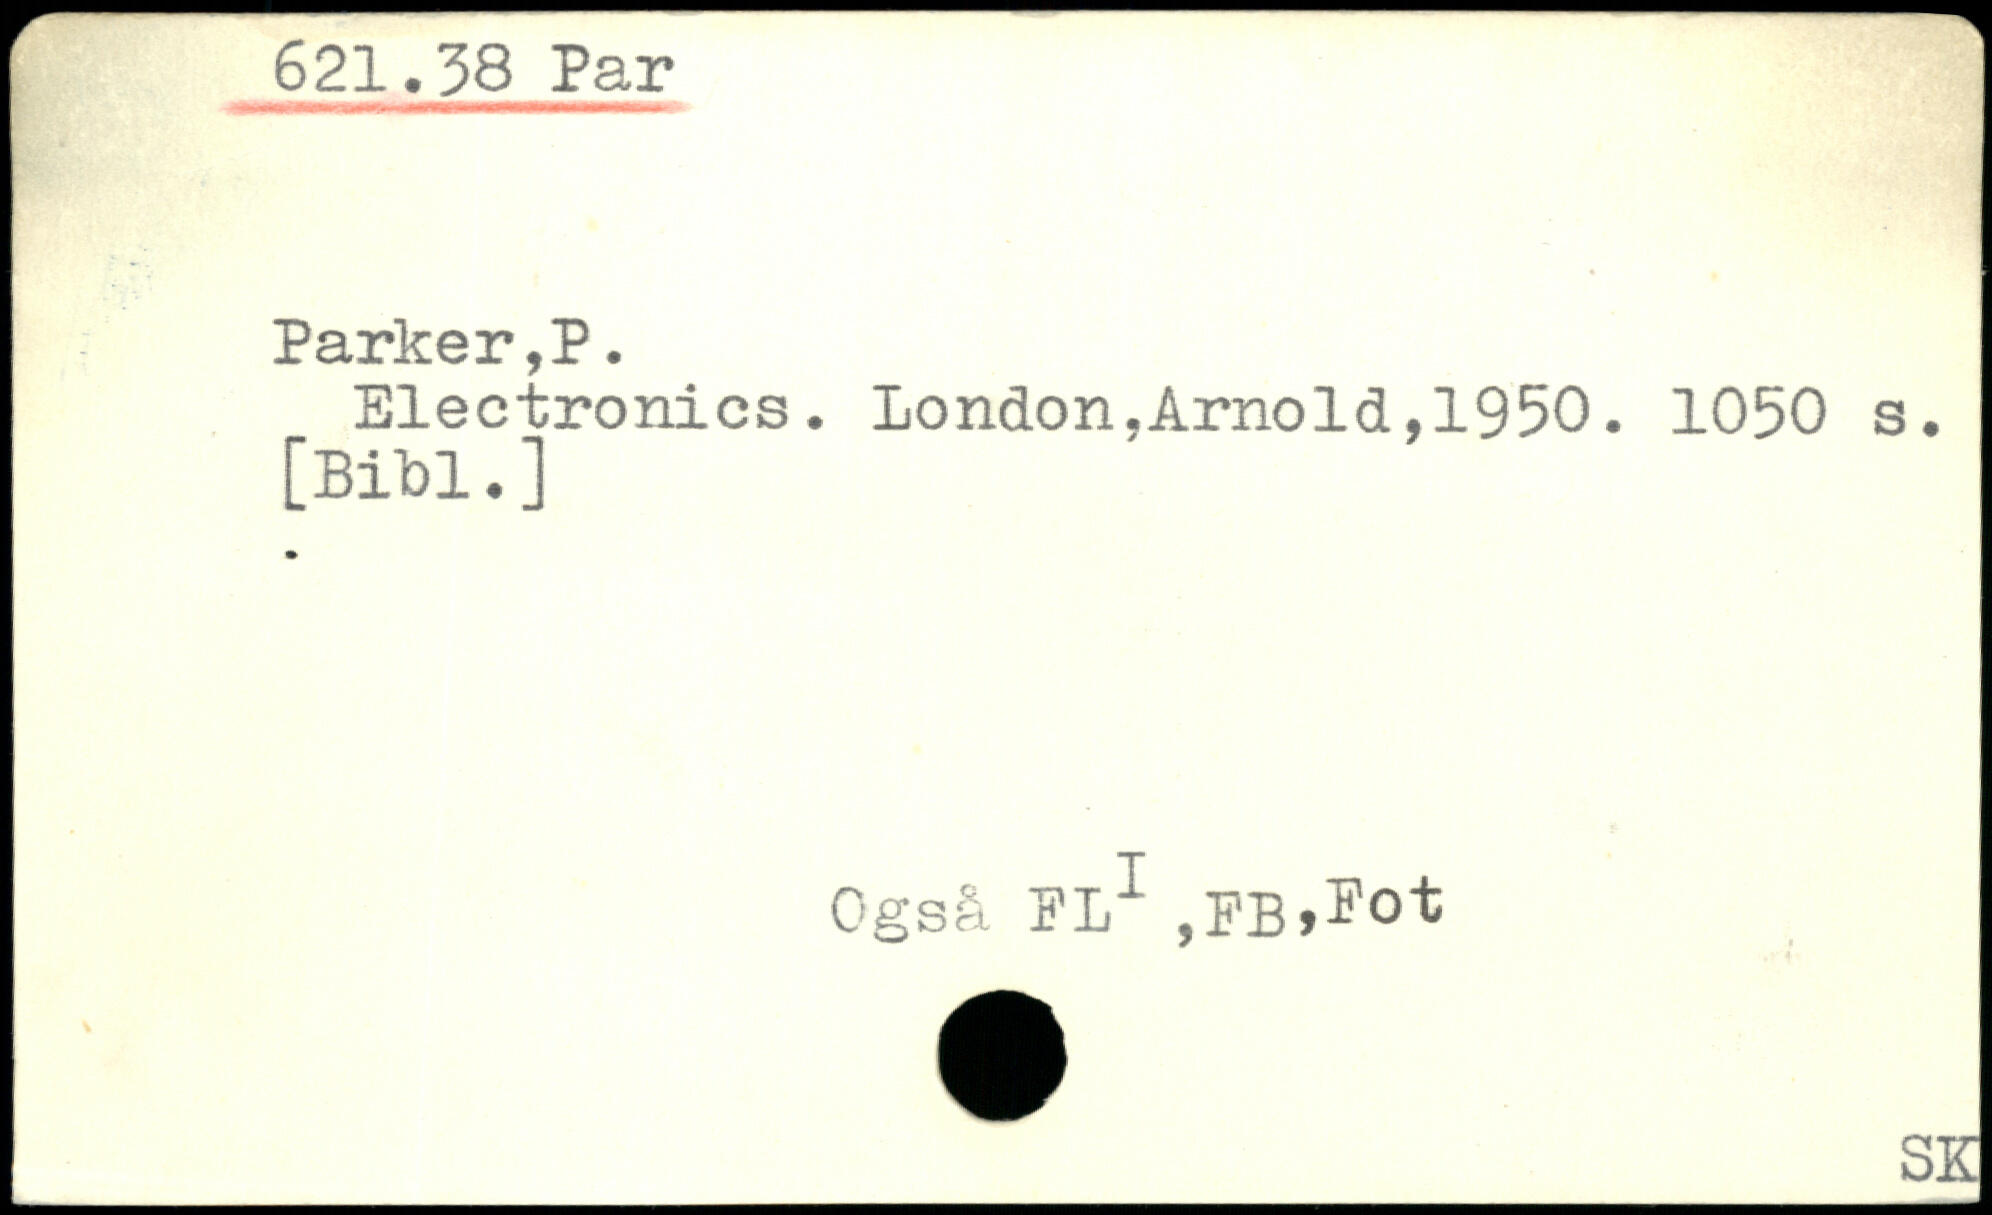 621.38 Par
Parker,P.
Electronics. London,Arnold,1950. 1050 s.
[Bibl.]
.
Også FL^I ,FB,Fot
SK